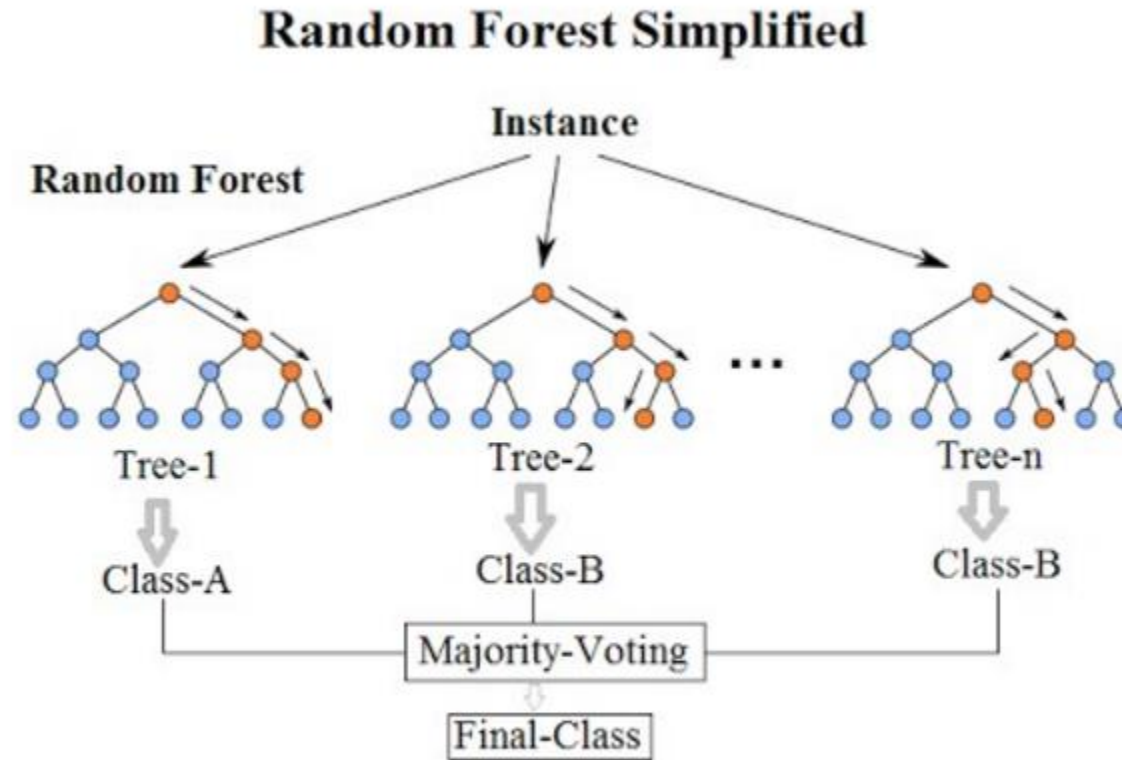 Random Forest Simplified
Instance
Random Forest
...
Tree-1
Tree-2
Tree-n
Class-A
Class-B
Class-B
Majority-Voting
Final-Class